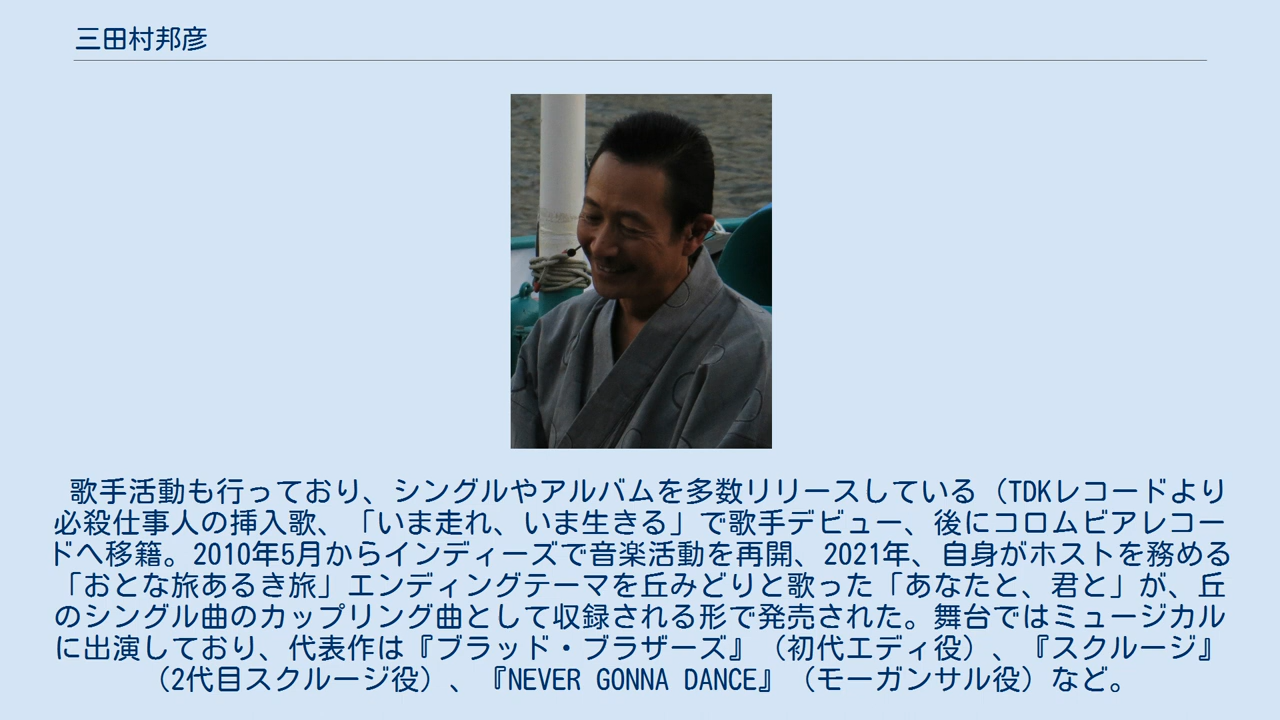 三田村邦彦
歌手活動も行っており、シングルやアルバムを多数リリースしている（TDKレコードより
必殺仕事人の挿入歌、「いま走れ、いま生きる」で歌手デビュー、後にコロムビアレコー
ドへ移籍。2010年5月からインディーズで音楽活動を再開、2021年、自身がホストを務める
「おとな旅あるき旅」エンディングテーマを丘みどりと歌った「あなたと、君と」が、丘
のシングル曲のカップリング曲として収録される形で発売された。舞台ではミュージカル
に出演しており、代表作は『ブラッド・ブラザーズ』（初代エディ役）、『スクルージ』
（2代目スクルージ役）、『NEVER GONNA DANCE』（モーガンサル役）など。